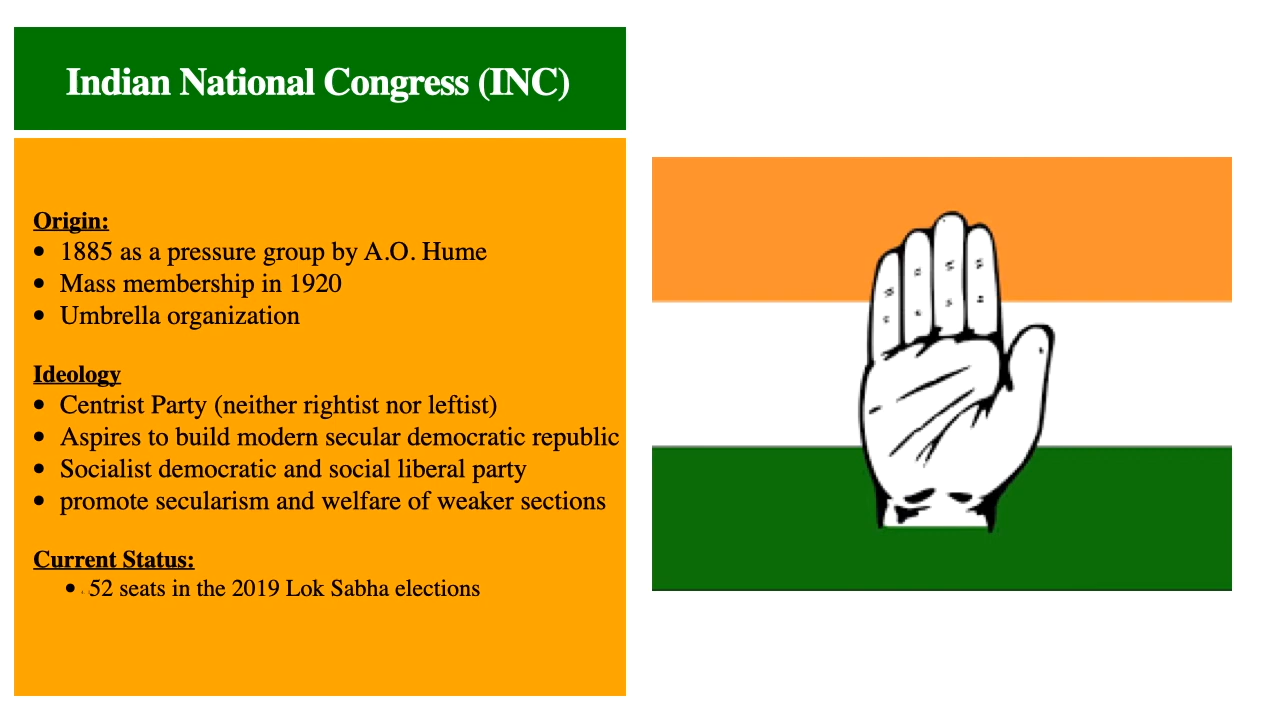 Indian National Congress (INC)
Origin:
• 1885 as a pressure group by A.O. Hume
• Mass membership in 1920
• Umbrella organization
Ideology
• Centrist Party (neither rightist nor leftist)
• Aspires to build modern secular democratic republic
• Socialist democratic and social liberal party
• promote secularism and welfare of weaker sections
Current Status:
• 52 seats in the 2019 Lok Sabha elections